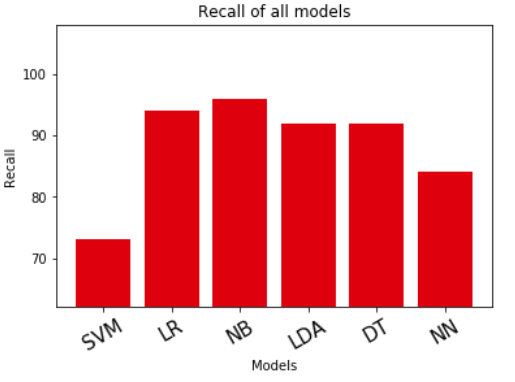 Recall of all models
100
90
80
70
Recall
SVM LR NB LDA DT NN
Models